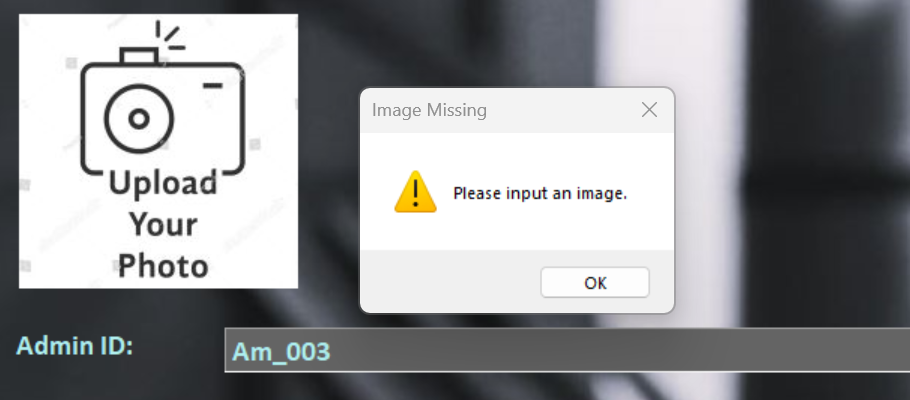 Upload
Your
Photo
Image Missing
Please input an image.
OK
Admin ID:
Am_003